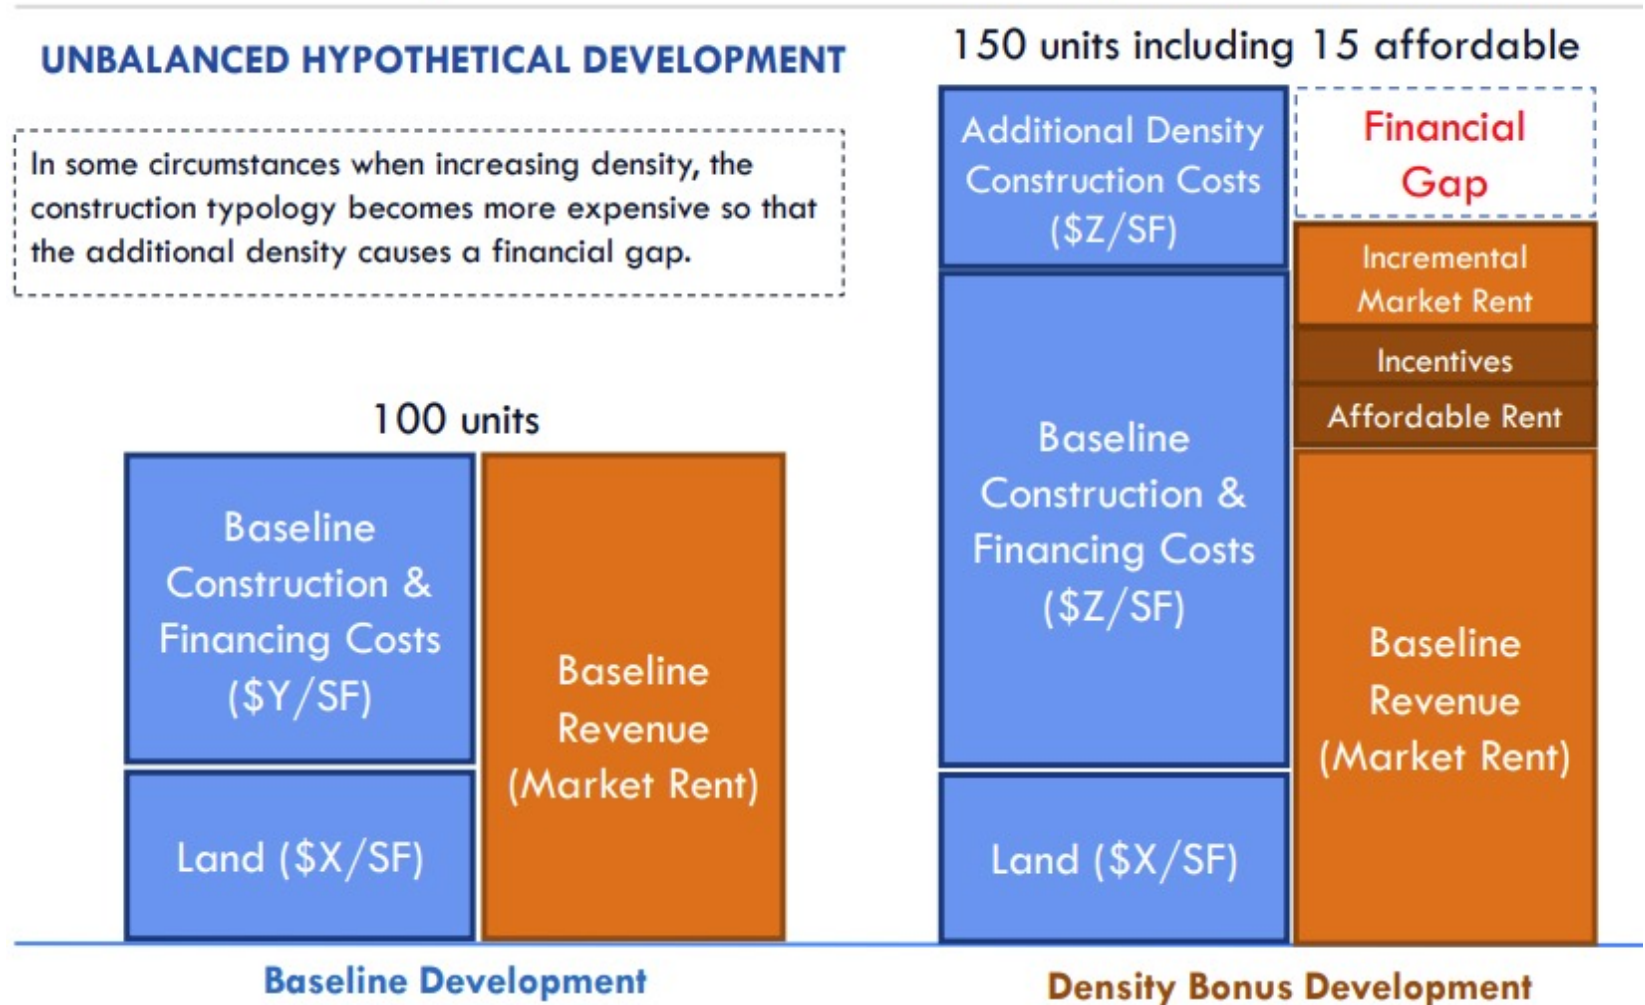 UNBALANCED HYPOTHETICAL DEVELOPMENT
In some circumstances when increasing density, the
construction typology becomes more expensive so that
the additional density causes a financial gap.
100 units
Baseline
Construction &
Financing Costs
($Y/SF)
Land ($X/SF)
Baseline
Revenue
(Market Rent)
Baseline Development
150 units including 15 affordable
Additional Density
Construction Costs
($Z/SF)
Baseline
Construction &
Financing Costs
($Z/SF)
Land ($X/SF)
Financial
Gap
Incremental
Market Rent
Incentives
Affordable Rent
Baseline
Revenue
(Market Rent)
Density Bonus Development